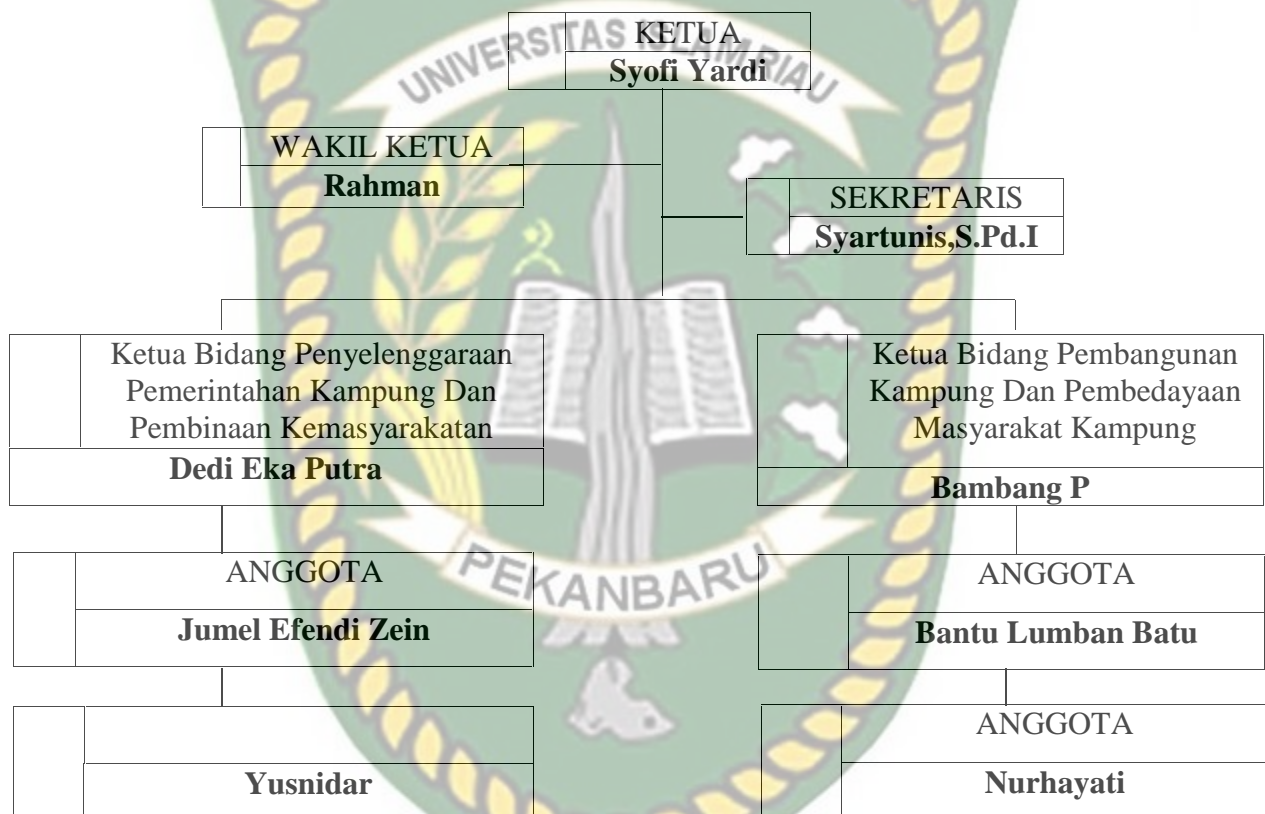 KETUA
Syofi Yardi
UNIVERSITAS ISLAM RIAU
WAKIL KETUA
Rahman
SEKRETARIS
Syartunis,S.Pd.I
Ketua Bidang Penyelenggaraan
Pemerintahan Kampung Dan
Pembinaan Kemasyarakatan
Dedi Eka Putra
Ketua Bidang Pembangunan
Kampung Dan Pembedayaan
Masyarakat Kampung
Bambang P
PEKANBARU
ANGGOTA
Jumel Efendi Zein
ANGGOTA
Bantu Lumban Batu
Yusnidar
ANGGOTA
Nurhayati